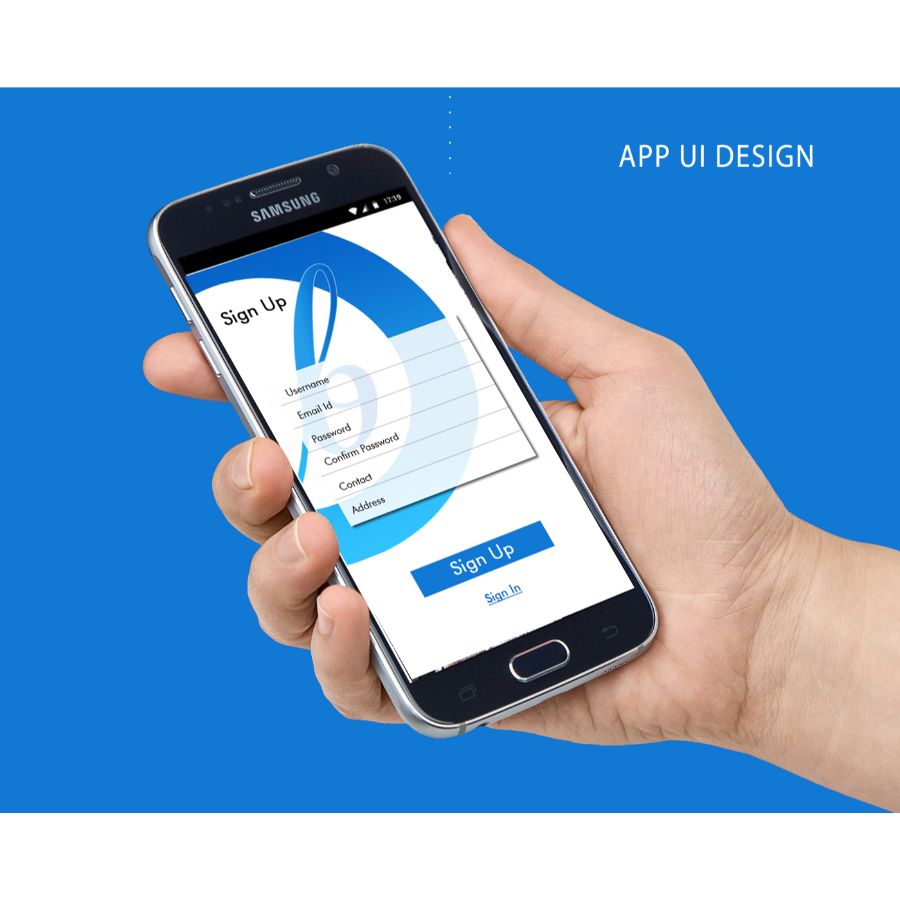 APP UI DESIGN
SAMSUNG
17:19
Sign Up
Username
Email Id
Password
Confirm Password
Contact
Address
Sign Up
Sign In